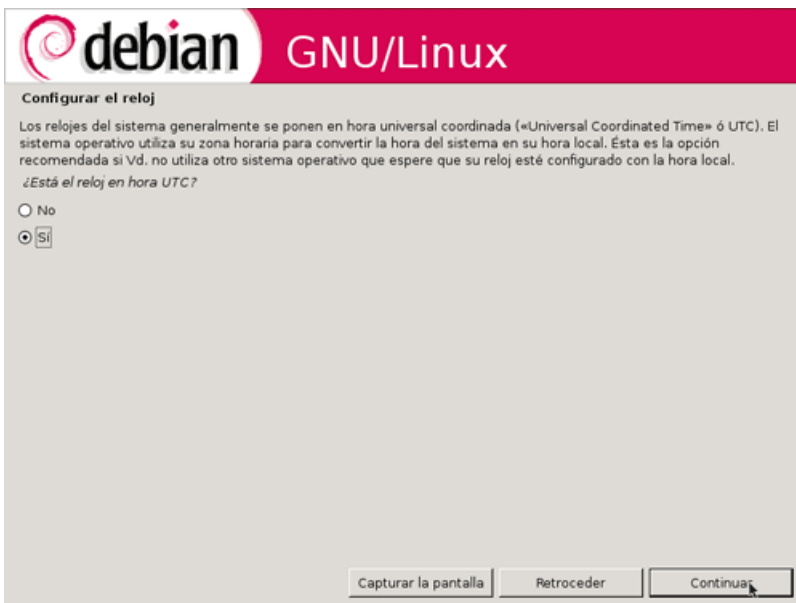 debian GNU/Linux
Configurar el reloj
Los relojes del sistema generalmente se ponen en hora universal coordinada («Universal Coordinated Time» ó UTC). El
sistema operativo utiliza su zona horaria para convertir la hora del sistema en su hora local. Ésta es la opción
recomendada si Vd. no utiliza otro sistema operativo que espere que su reloj esté configurado con la hora local.
¿Está el reloj en hora UTC?
No
Sí
Capturar la pantalla Retroceder Continuar